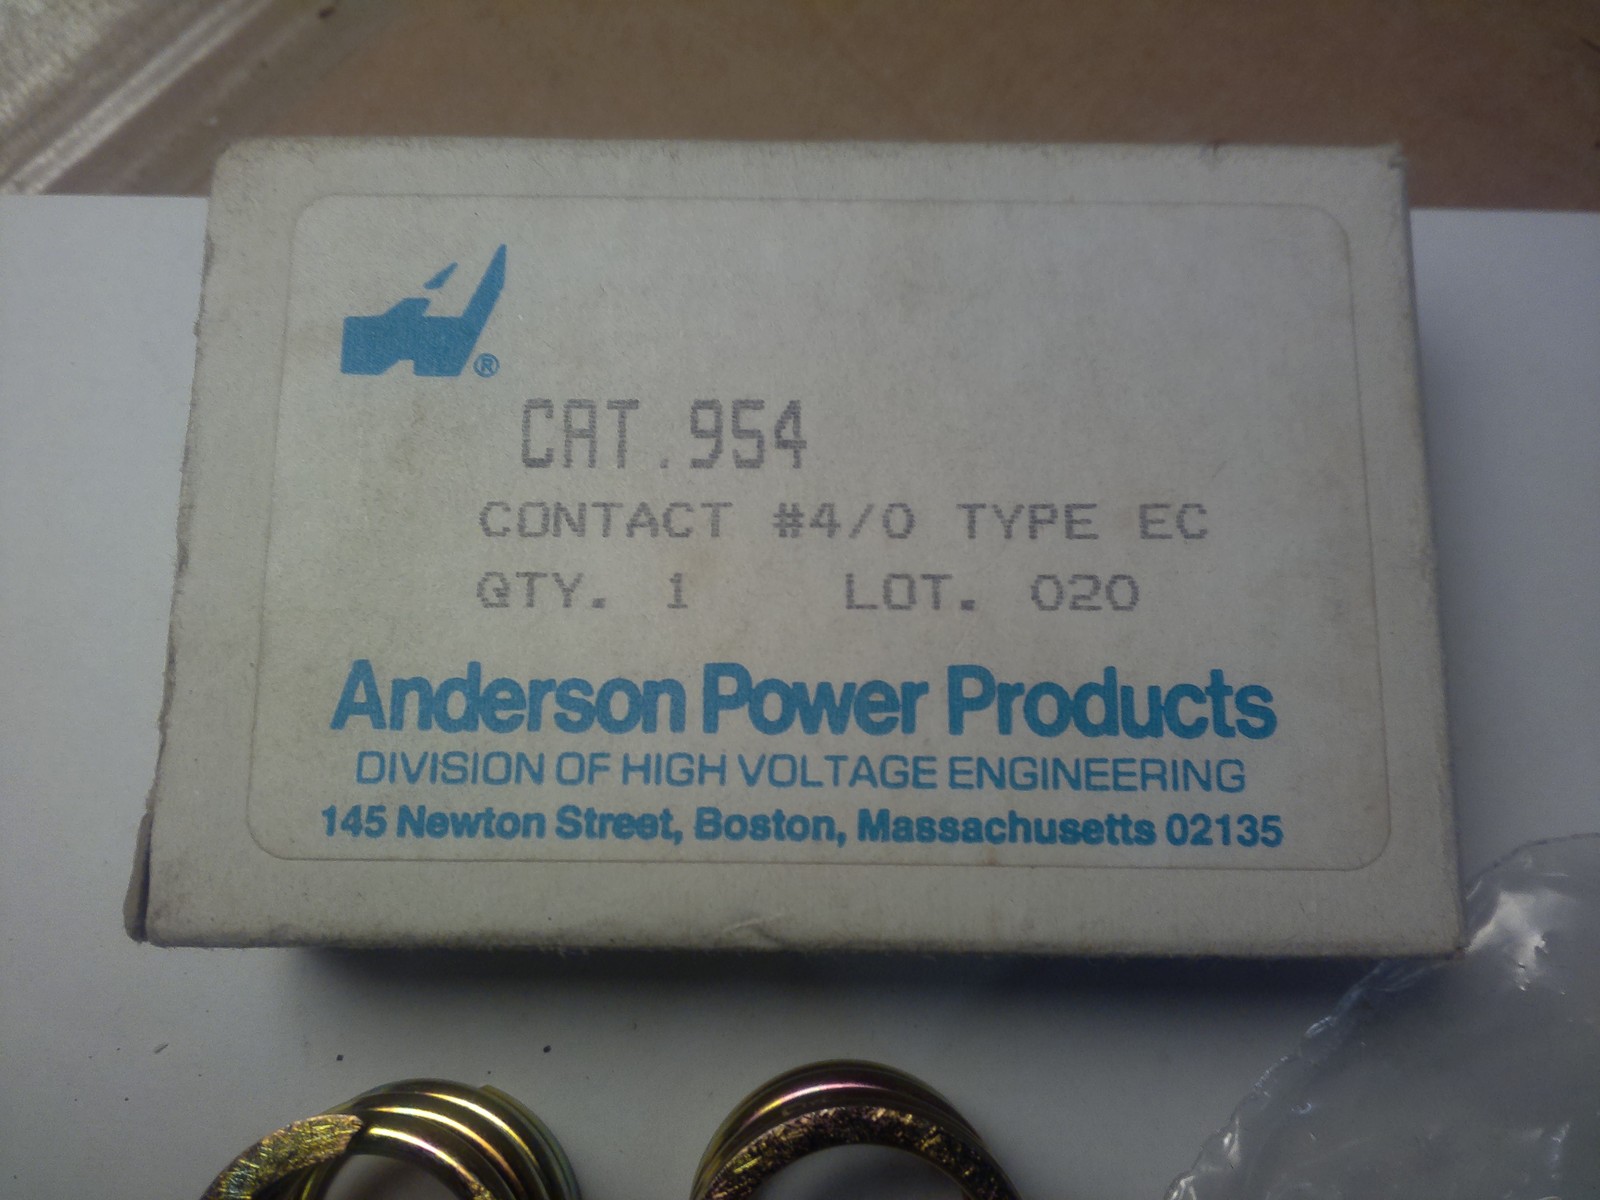 ®
CAT.954
CONTACT #4/0 TYPE EC
QTY. 1 LOT. 020
Anderson Power Products
DIVISION OF HIGH VOLTAGE ENGINEERING
145 Newton Street, Boston, Massachusetts 02135